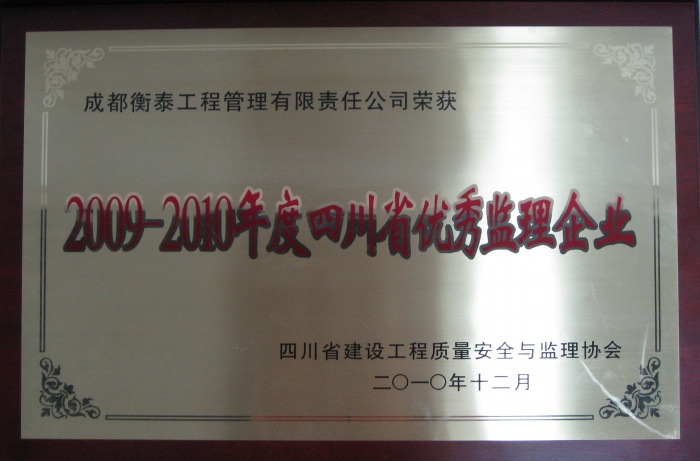 成都衡泰工程管理有限责任公司荣获
2009-2010年度四川省优秀监理企业
四川省建设工程质量安全与监理协会
二〇一〇年十二月